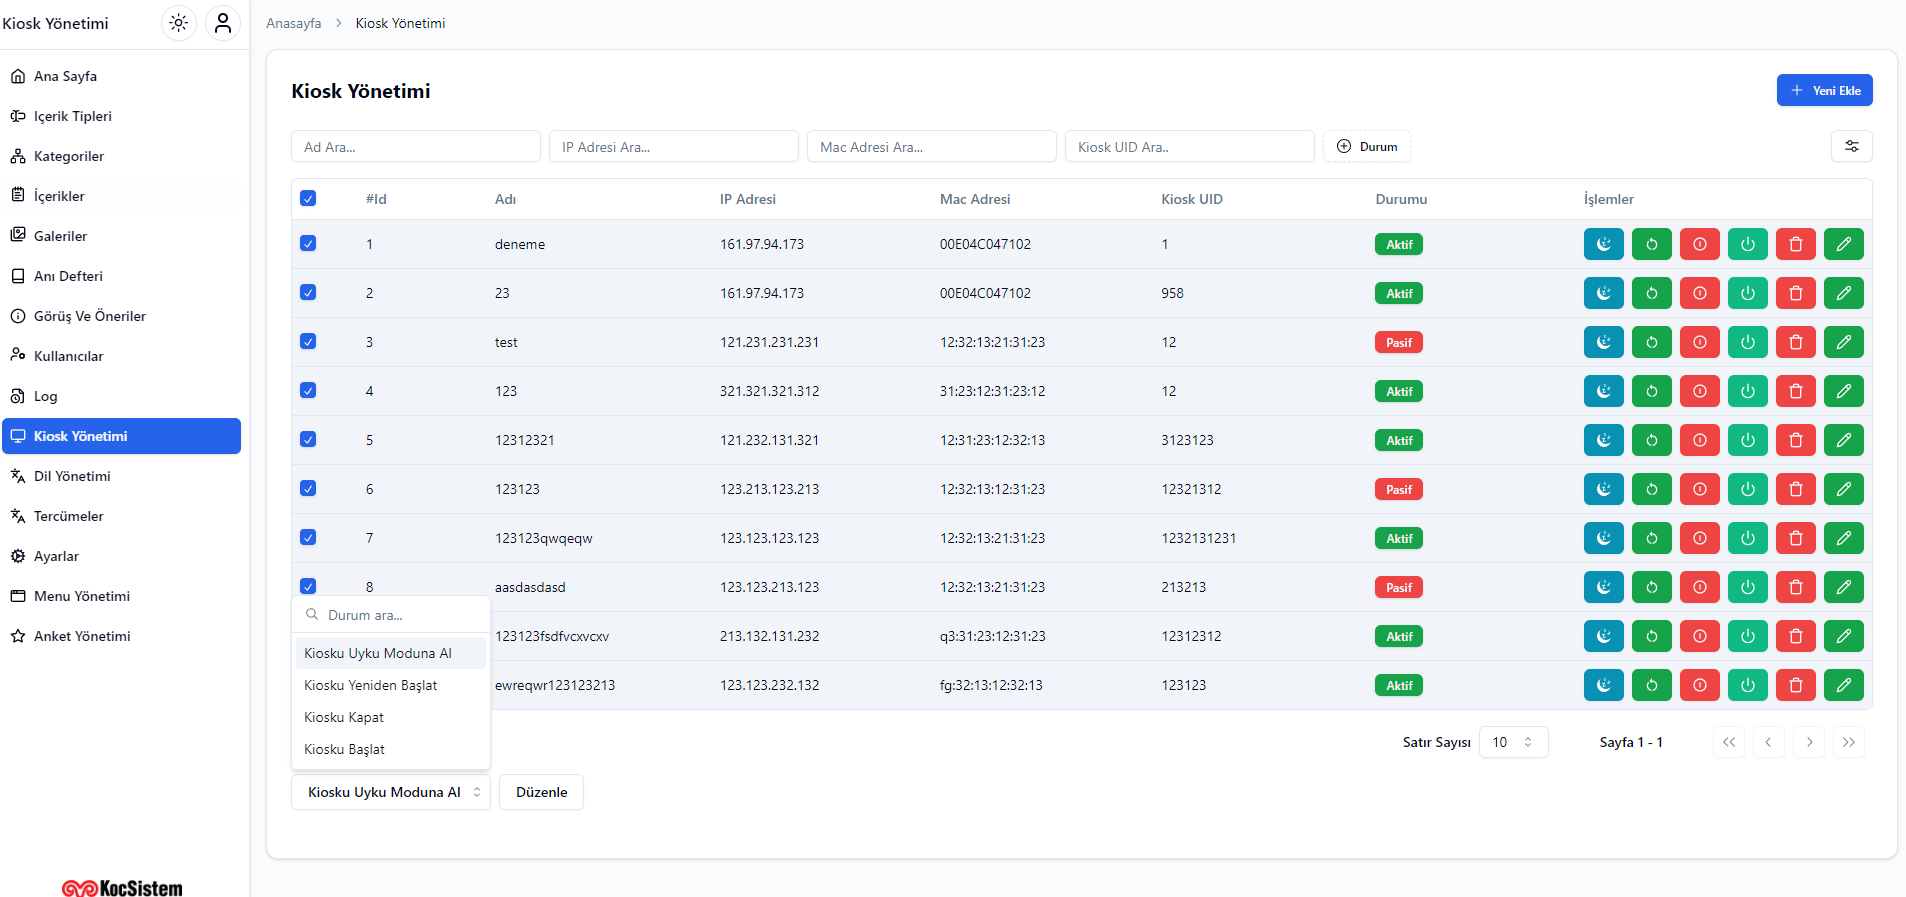 Kiosk Yönetimi
Anasayfa
Kiosk Yönetimi
Ana Sayfa
Içerik Tipleri
Kategoriler
İçerikler
Galeriler
Anı Defteri
Görüş Ve Öneriler
Kullanıcılar
Log
Kiosk Yönetimi
Dil Yönetimi
Tercümeler
Ayarlar
Menu Yönetimi
Anket Yönetimi
KocSistem
Kiosk Yönetimi
Yeni Ekle
Ad Ara... IP Adresi Ara... Mac Adresi Ara... Kiosk UID Ara.. Durum
#Id Adı IP Adresi Mac Adresi Kiosk UID Durumu İşlemler
1 deneme 161.97.94.173 00E04C047102 1 Aktif
2 23 161.97.94.173 00E04C047102 958 Aktif
3 test 121.231.231.231 12:32:13:21:31:23 12 Pasif
4 123 321.321.321.312 31:23:12:31:23:12 12 Aktif
5 12312321 121.232.131.321 12:31:23:12:32:13 3123123 Aktif
6 123123 123.213.123.213 12:32:13:12:31:23 12321312 Pasif
7 123123qwqeqw 123.123.123.123 12:32:13:21:31:23 1232131231 Aktif
8 aasdasdasd 123.123.213.123 12:32:13:21:31:23 213213 Pasif
123123fsdfvcxvcxv 213.132.131.232 q3:31:23:12:31:23 12312312 Aktif
ewreqwr123123213 123.123.232.132 fg:32:13:12:32:13 123123 Aktif
Durum ara...
Kiosku Uyku Moduna Al
Kiosku Yeniden Başlat
Kiosku Kapat
Kiosku Başlat
Satır Sayısı 10 Sayfa 1 - 1
Kiosku Uyku Moduna Al Düzenle